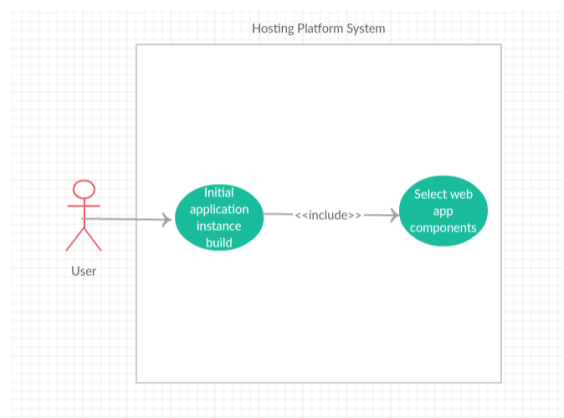 Hosting Platform System
Initial
application
instance
build
<<include>>
Select web
app
components
User